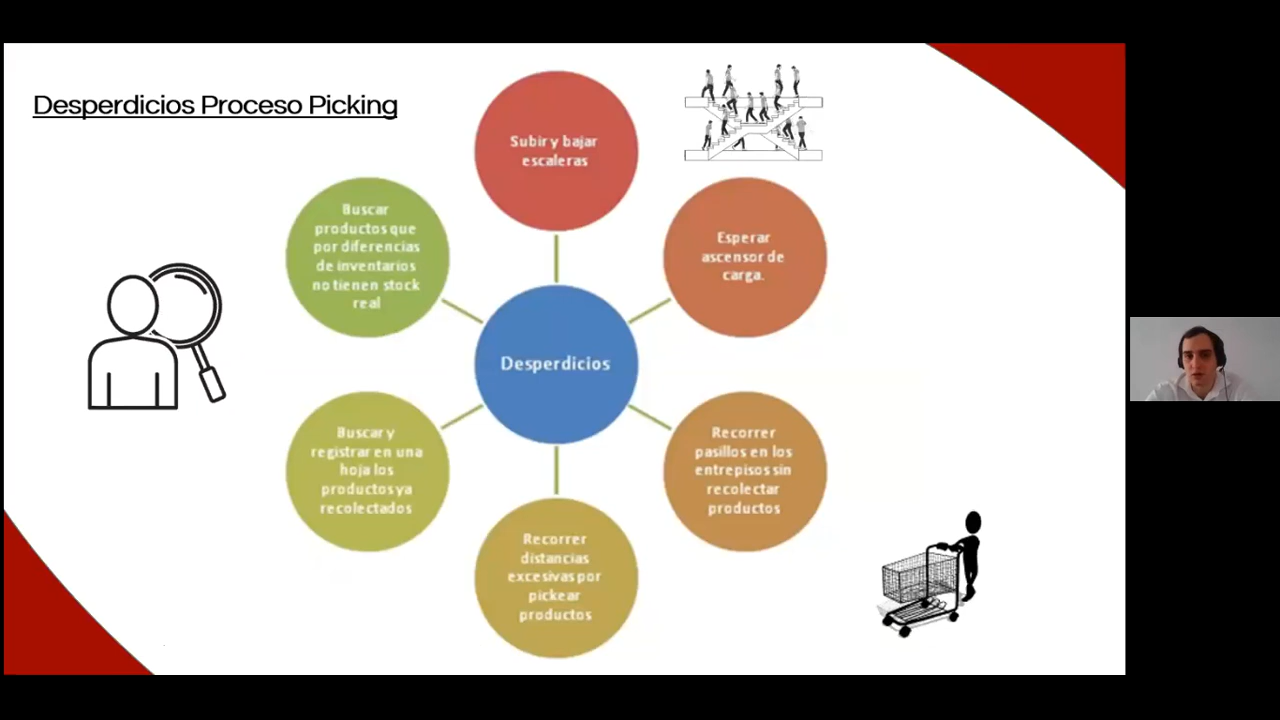 Desperdicios Proceso Picking
Subir y bajar
escaleras
Esperar
ascensor de
carga.
Recorrer
pasillos en los
entrepisos sin
recolectar
productos
Recorrer
distancias
excesivas por
pickear
productos
Buscar y
registrar en una
hoja los
productos ya
recolectados
Buscar
productos que
por diferencias
de inventarios
no tienen stock
real
Desperdicios